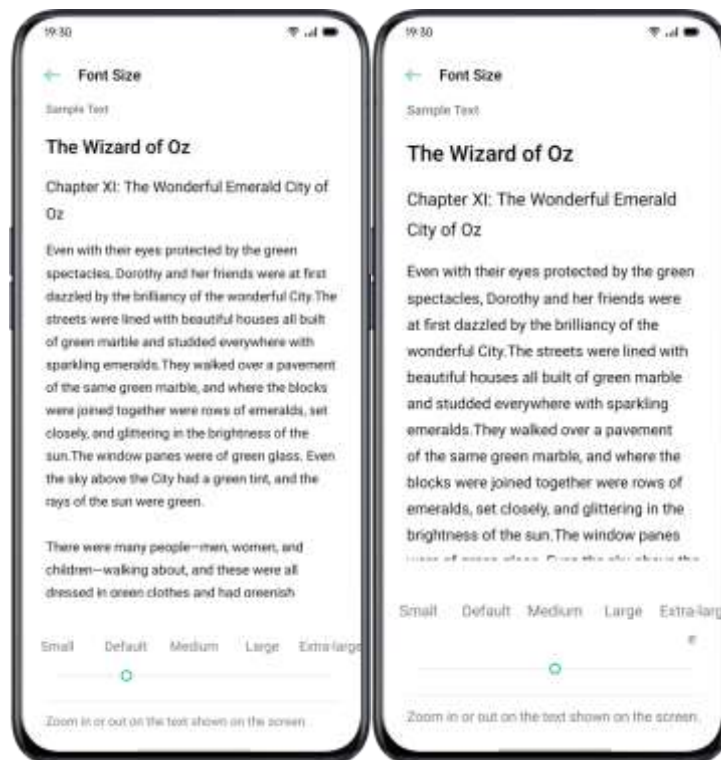 19:30
Font Size
Sample Text
The Wizard of Oz
Chapter XI: The Wonderful Emerald City of
Oz
Even with their eyes protected by the green
spectacles, Dorothy and her friends were at first
dazzled by the brilliancy of the wonderful City.The
streets were lined with beautiful houses all built
of green marble and studded everywhere with
sparkling emeralds.They walked over a pavement
of the same green marble, and where the blocks
were joined together were rows of emeralds, set
closely, and glittering in the brightness of the
sun.The window panes were of green glass. Even
the sky above the City had a green tint, and the
rays of the sun were green.
There were many people—men, women, and
children—walking about, and these were all
dressed in green clothes and had greenish
Small Default Medium Large Extra-large
Zoom in or out on the text shown on the screen.
19:30
Font Size
Sample Text
The Wizard of Oz
Chapter XI: The Wonderful Emerald
City of Oz
Even with their eyes protected by the green
spectacles, Dorothy and her friends were
at first dazzled by the brilliancy of the
wonderful City.The streets were lined with
beautiful houses all built of green marble
and studded everywhere with sparkling
emeralds.They walked over a pavement
of the same green marble, and where the
blocks were joined together were rows of
emeralds, set closely, and glittering in the
brightness of the sun.The window panes
were of green glass. Even the sky above the
Small Default Medium Large Extra-larg
e
Zoom in or out on the text shown on the screen.